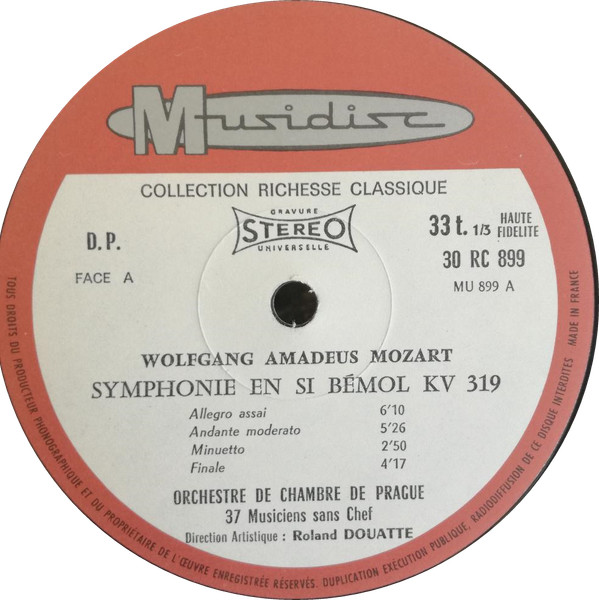 Musidisc
COLLECTION RICHESSE CLASSIQUE
GRAVURE
STEREO
UNIVERSELLE
D.P.
FACE A
33 t. 1/3 HAUTE FIDELITE
30 RC 899
MU 899 A
WOLFGANG AMADEUS MOZART
SYMPHONIE EN SI BÉMOL KV 319
Allegro assai 6'10
Andante moderato 5'26
Minuetto 2'50
Finale 4'17
ORCHESTRE DE CHAMBRE DE PRAGUE
37 Musiciens sans Chef
Direction Artistique : Roland DOUATTE
TOUS DROITS DU PRODUCTEUR PHONOGRAPHIQUE ET DU PROPRIÉTAIRE DE L'ŒUVRE ENREGISTRÉE RÉSERVÉS. DUPLICATION EXÉCUTION PUBLIQUE, RADIODIFFUSION DE CE DISQUE INTERDITES MADE IN FRANCE